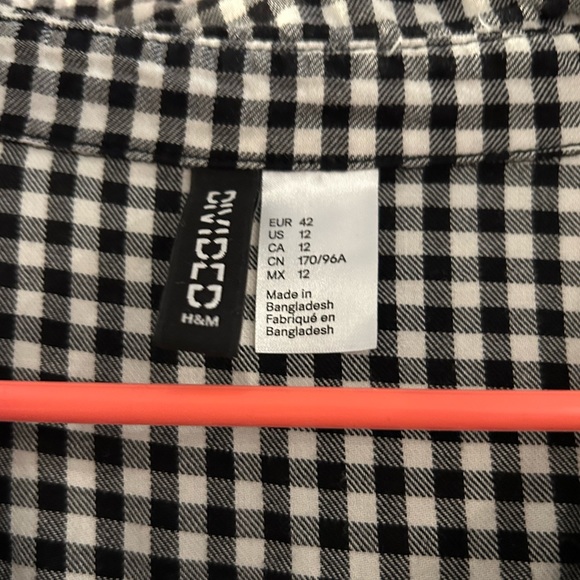 DIVIDED
H&M
EUR 42
US 12
CA 12
CN 170/96A
MX 12
Made in
Bangladesh
Fabriqué en
Bangladesh